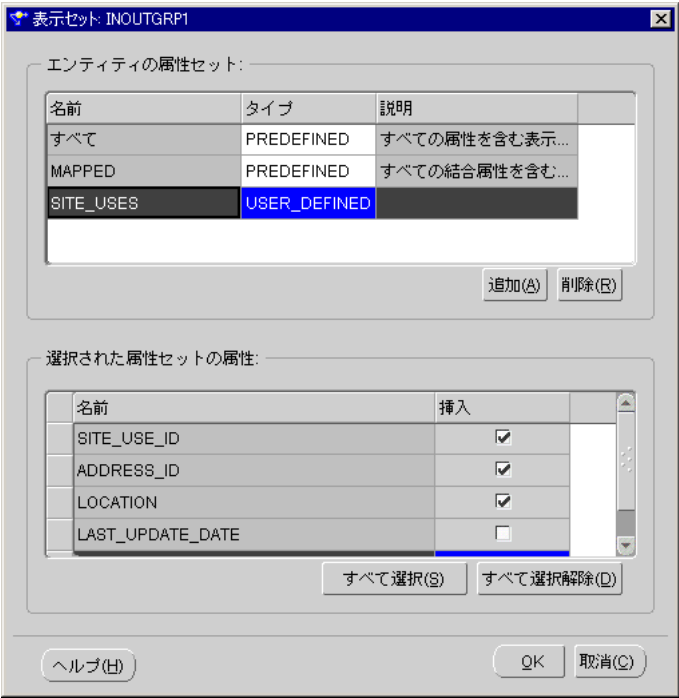 表示セット: INOUTGRP1
エンティティの属性セット:
名前 タイプ 説明
すべて PREDEFINED すべての属性を含む表示...
MAPPED PREDEFINED すべての結合属性を含む...
SITE_USES USER_DEFINED
追加(A) 削除(R)
選択された属性セットの属性:
名前 挿入
SITE_USE_ID
ADDRESS_ID
LOCATION
LAST_UPDATE_DATE
すべて選択(S) すべて選択解除(D)
ヘルプ(H) OK 取消(C)